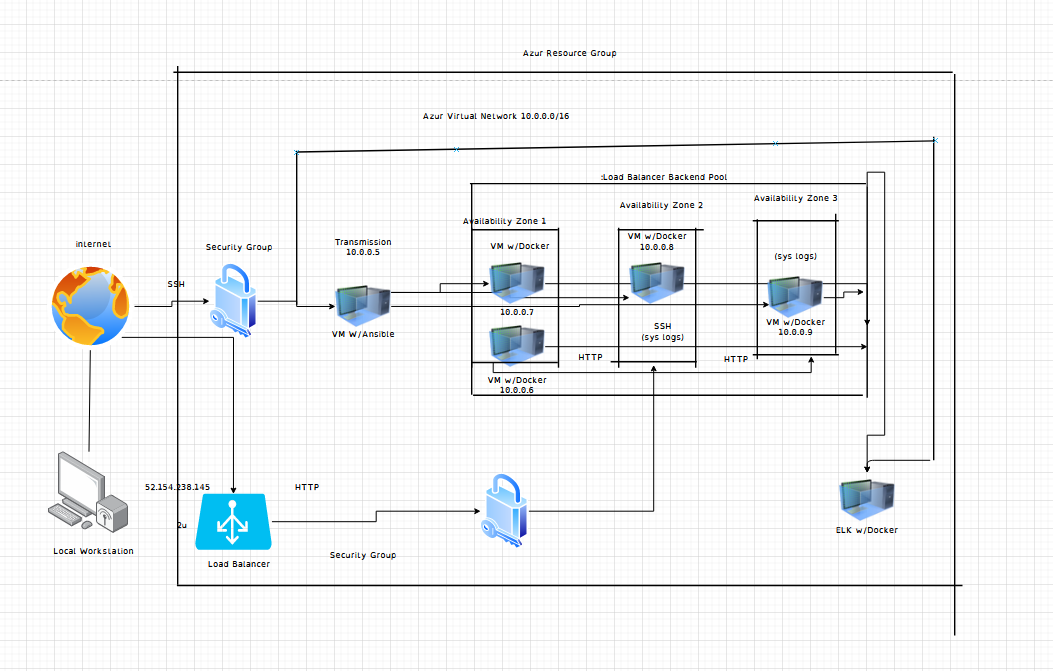 Azur Resource Group
Azur Virtual Network 10.0.0.0/16
:Load Balancer Backend Pool
Availability Zone 1
Availability Zone 2
Availability Zone 3
internet
Security Group
Transmission
10.0.0.5
VM w/Docker
VM w/Docker
10.0.0.8
(sys logs)
SSH
VM W/Ansible
10.0.0.7
SSH
(sys logs)
VM w/Docker
10.0.0.9
HTTP
HTTP
VM w/Docker
10.0.0.6
52.154.238.145
HTTP
2u
Local Workstation
Load Balancer
Security Group
ELK w/Docker